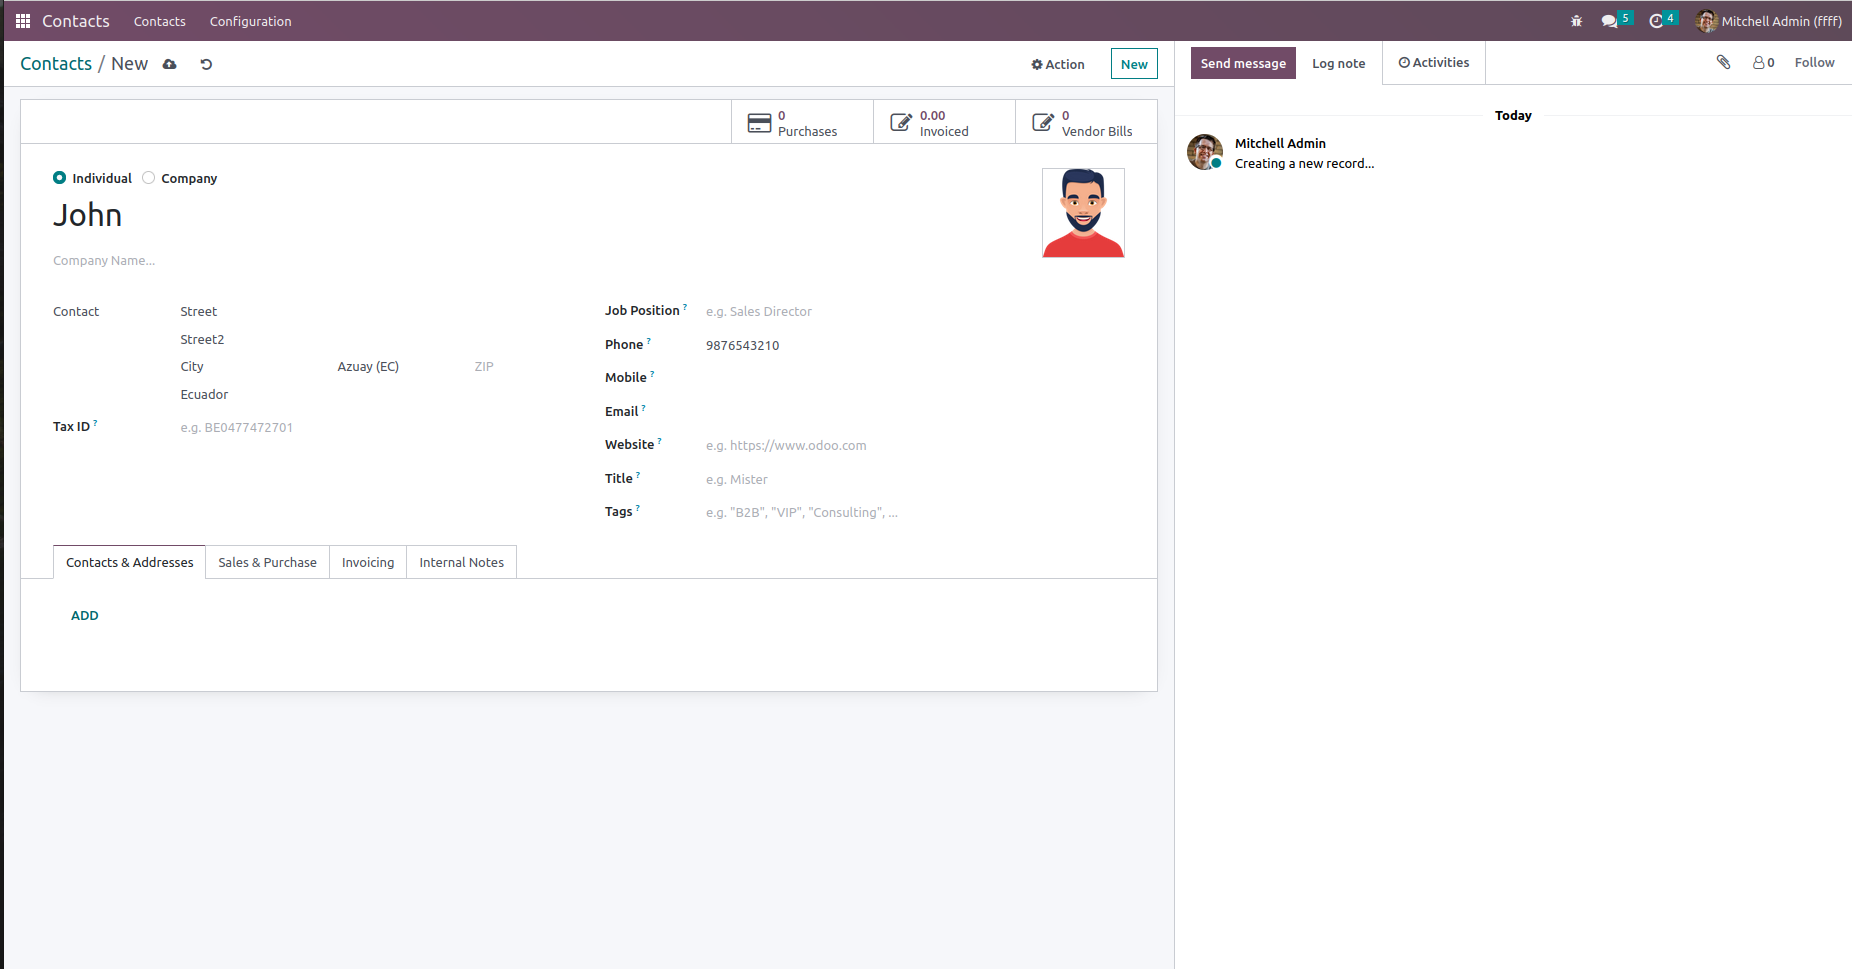 Contacts Contacts Configuration 5 4 Mitchell Admin (ffff)
Contacts / New Action New
0 Purchases
0.00 Invoiced
0 Vendor Bills
Individual Company
John
Company Name...
Contact Street
Street2
City Azuay (EC) ZIP
Ecuador
Tax ID ? e.g. BE0477472701
Job Position ? e.g. Sales Director
Phone ? 9876543210
Mobile ?
Email ?
Website ? e.g. https://www.odoo.com
Title ? e.g. Mister
Tags ? e.g. "B2B", "VIP", "Consulting", ...
Contacts & Addresses Sales & Purchase Invoicing Internal Notes
ADD
Send message Log note Activities 0 Follow
Today
Mitchell Admin
Creating a new record...